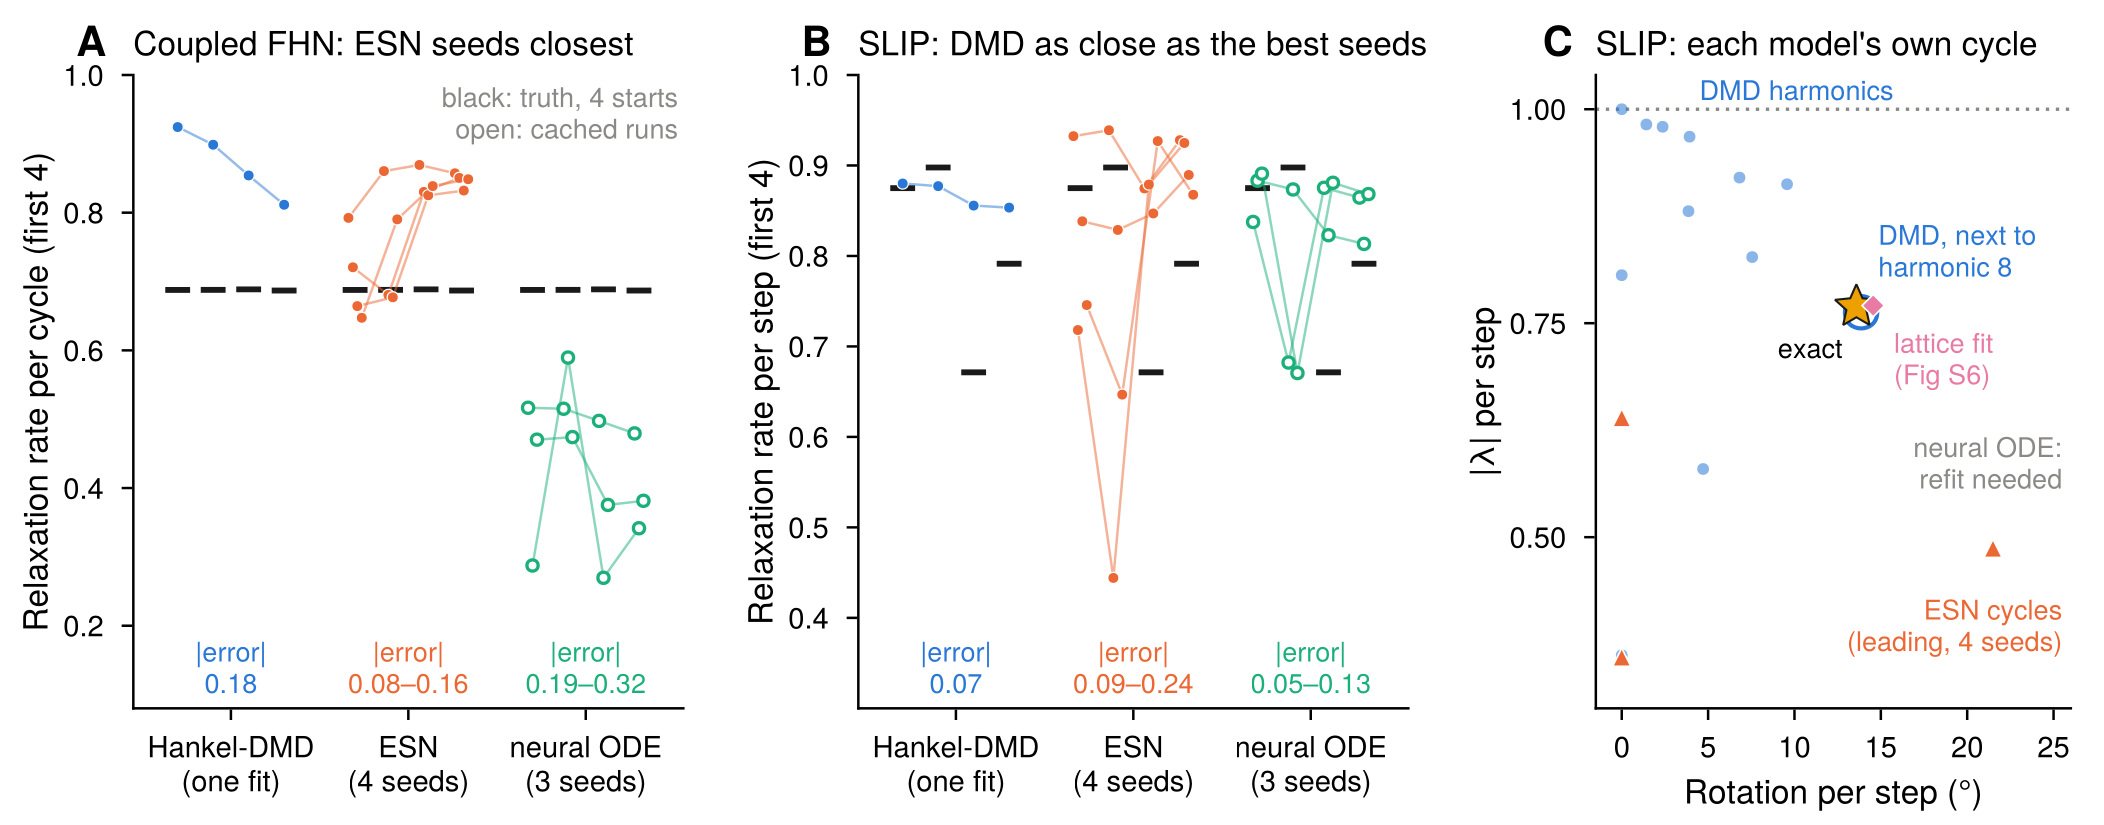 A Coupled FHN: ESN seeds closest
Relaxation rate per cycle (first 4)
1.0
0.8
0.6
0.4
0.2
black: truth, 4 starts
open: cached runs
|error|
0.18
|error|
0.08–0.16
|error|
0.19–0.32
Hankel-DMD
(one fit)
ESN
(4 seeds)
neural ODE
(3 seeds)
B SLIP: DMD as close as the best seeds
Relaxation rate per step (first 4)
1.0
0.9
0.8
0.7
0.6
0.5
0.4
|error|
0.07
|error|
0.09–0.24
|error|
0.05–0.13
Hankel-DMD
(one fit)
ESN
(4 seeds)
neural ODE
(3 seeds)
C SLIP: each model's own cycle
|λ| per step
1.00
0.75
0.50
DMD harmonics
DMD, next to
harmonic 8
exact
lattice fit
(Fig S6)
neural ODE:
refit needed
ESN cycles
(leading, 4 seeds)
0
5
10
15
20
25
Rotation per step (°)